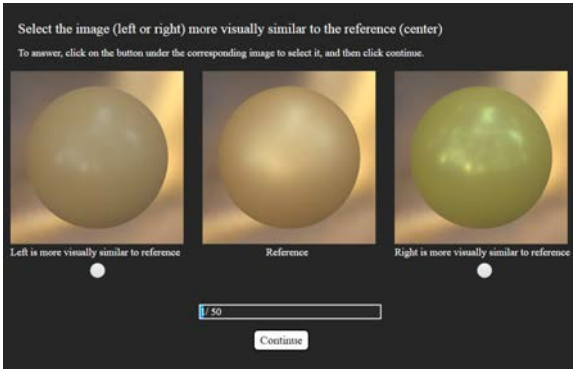 Select the image (left or right) more visually similar to the reference (center)
To answer, click on the button under the corresponding image to select it, and then click continue.
Left is more visually similar to reference
Reference
Right is more visually similar to reference
1/ 50
Continue